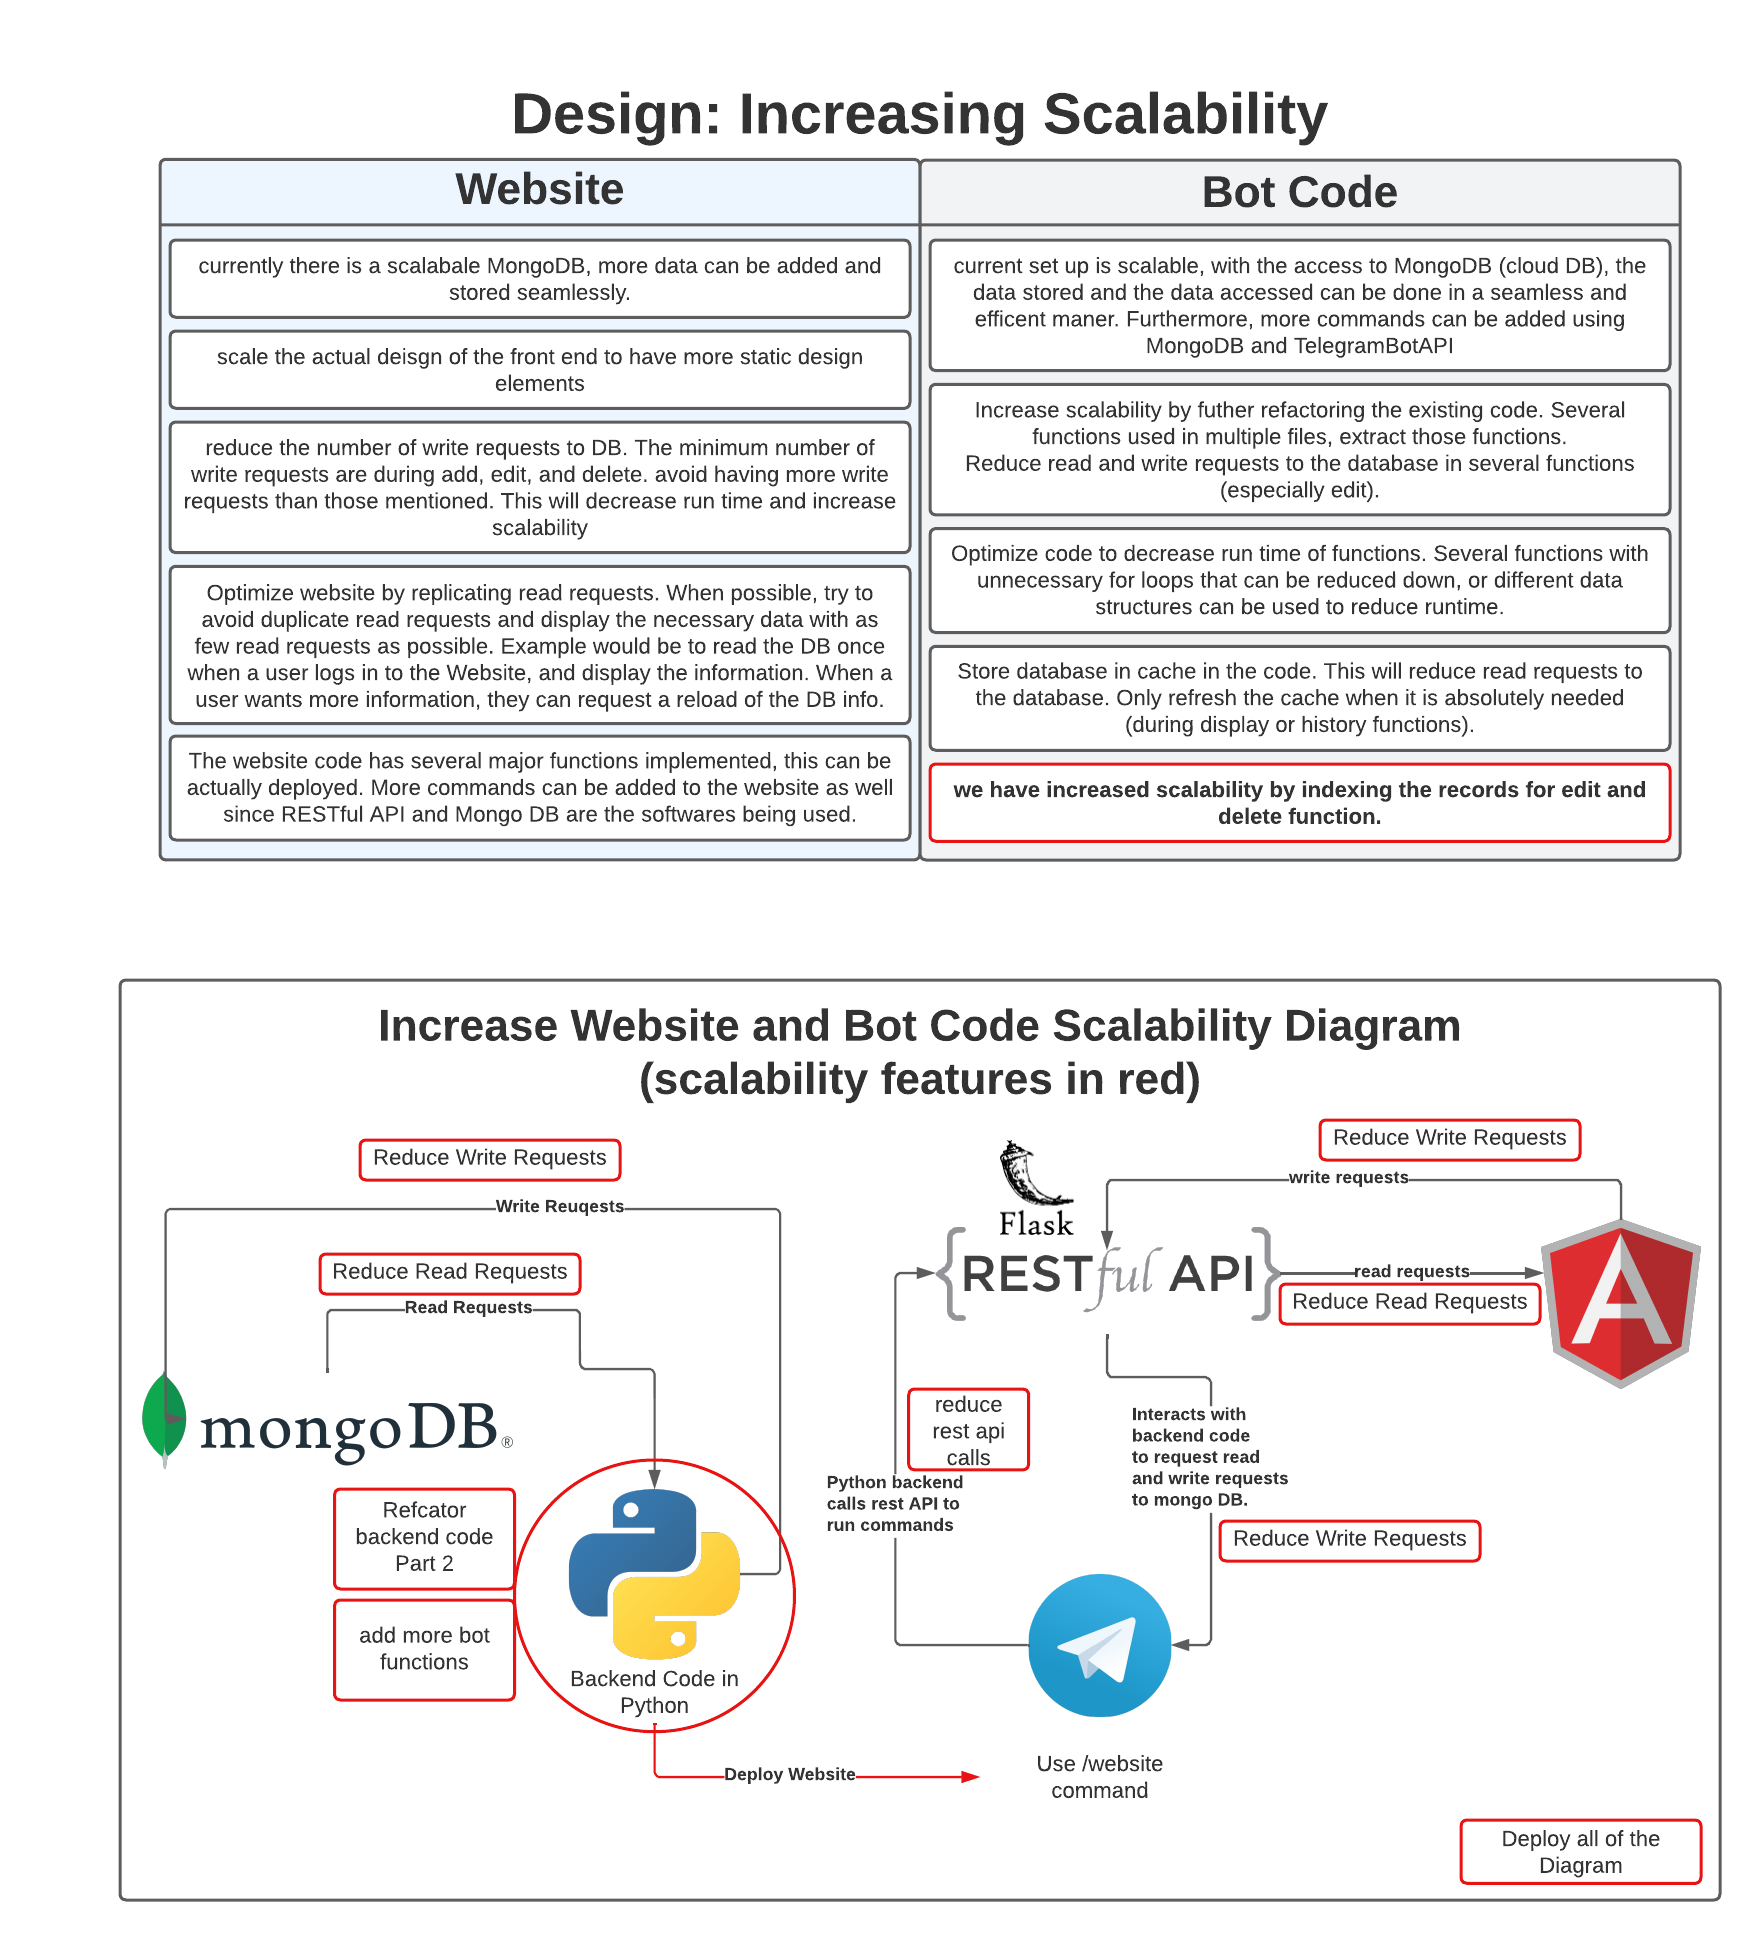 Design: Increasing Scalability
Website
currently there is a scalabale MongoDB, more data can be added and
stored seamlessly.
scale the actual deisgn of the front end to have more static design
elements
reduce the number of write requests to DB. The minimum number of
write requests are during add, edit, and delete. avoid having more write
requests than those mentioned. This will decrease run time and increase
scalability
Optimize website by replicating read requests. When possible, try to
avoid duplicate read requests and display the necessary data with as
few read requests as possible. Example would be to read the DB once
when a user logs in to the Website, and display the information. When a
user wants more information, they can request a reload of the DB info.
The website code has several major functions implemented, this can be
actually deployed. More commands can be added to the website as well
since RESTful API and Mongo DB are the softwares being used.
Bot Code
current set up is scalable, with the access to MongoDB (cloud DB), the
data stored and the data accessed can be done in a seamless and
efficent maner. Furthermore, more commands can be added using
MongoDB and TelegramBotAPI
Increase scalability by futher refactoring the existing code. Several
functions used in multiple files, extract those functions.
Reduce read and write requests to the database in several functions
(especially edit).
Optimize code to decrease run time of functions. Several functions with
unnecessary for loops that can be reduced down, or different data
structures can be used to reduce runtime.
Store database in cache in the code. This will reduce read requests to
the database. Only refresh the cache when it is absolutely needed
(during display or history functions).
we have increased scalability by indexing the records for edit and
delete function.
Increase Website and Bot Code Scalability Diagram
(scalability features in red)
Reduce Write Requests
Write Reuqests
Reduce Read Requests
Read Requests
mongoDB®
Refcator
backend code
Part 2
add more bot
functions
Backend Code in
Python
Deploy Website
Flask
{RESTful API}
Reduce Write Requests
write requests
read requests
Reduce Read Requests
reduce
rest api
calls
Python backend
calls rest API to
run commands
Interacts with
backend code
to request read
and write requests
to mongo DB.
Reduce Write Requests
Use /website
command
Deploy all of the
Diagram